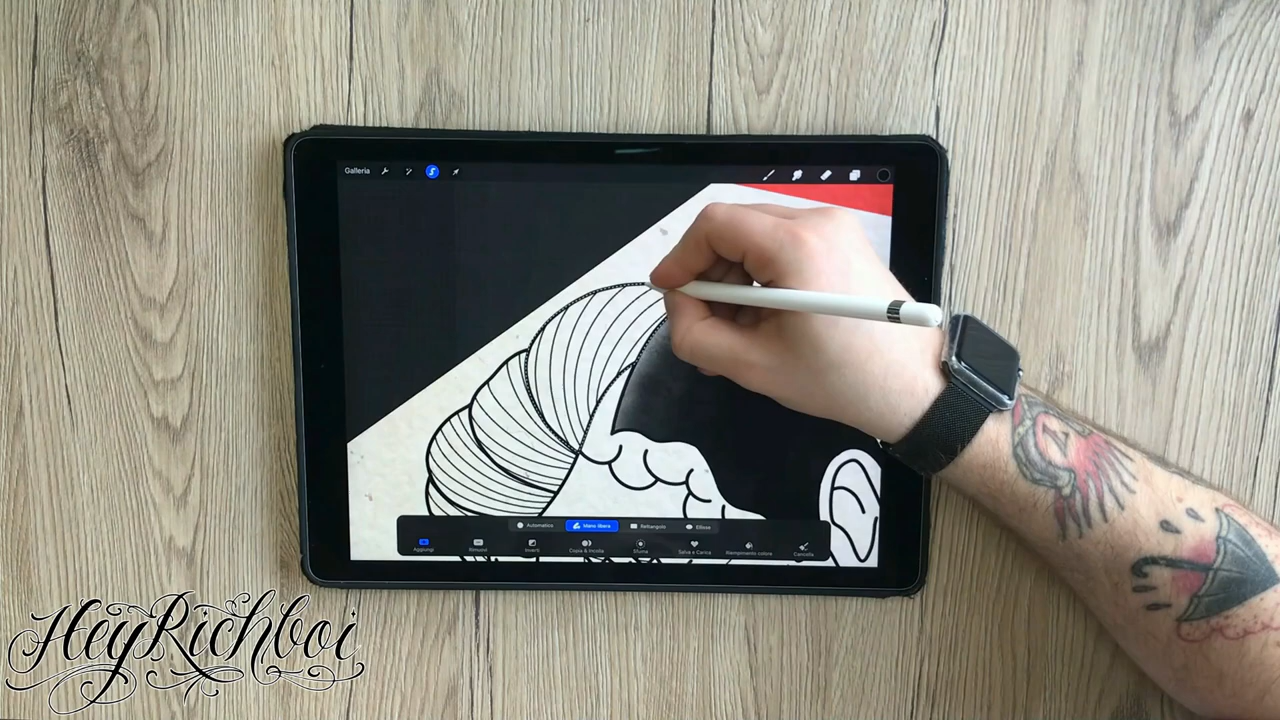 Galleria
Automatico Mano libera Rettangolo Ellisse
Aggiungi Rimuovi Inverti Copia & Incolla Sfuma Salva e Carica Riempimento colore Cancella
HeyRichboi